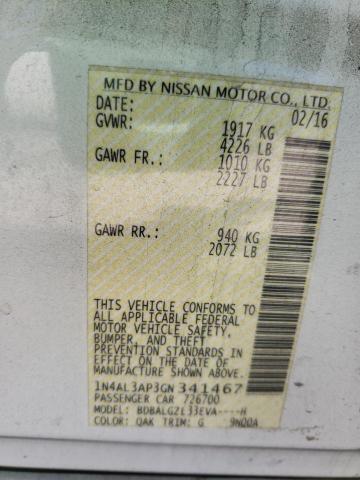 MFD BY NISSAN MOTOR CO., LTD.
DATE: 02/16
GVWR: 1917 KG
4226 LB
GAWR FR.: 1010 KG
2227 LB
GAWR RR.: 940 KG
2072 LB
THIS VEHICLE CONFORMS TO
ALL APPLICABLE FEDERAL
MOTOR VEHICLE SAFETY,
BUMPER, AND THEFT
PREVENTION STANDARDS IN
EFFECT ON THE DATE OF
MANUFACTURE SHOWN ABOVE.
1N4AL3AP3GN341467
PASSENGER CAR 726700
MODEL: BDBALGZL33EVA----H
COLOR: QAK TRIM: G 9N00A